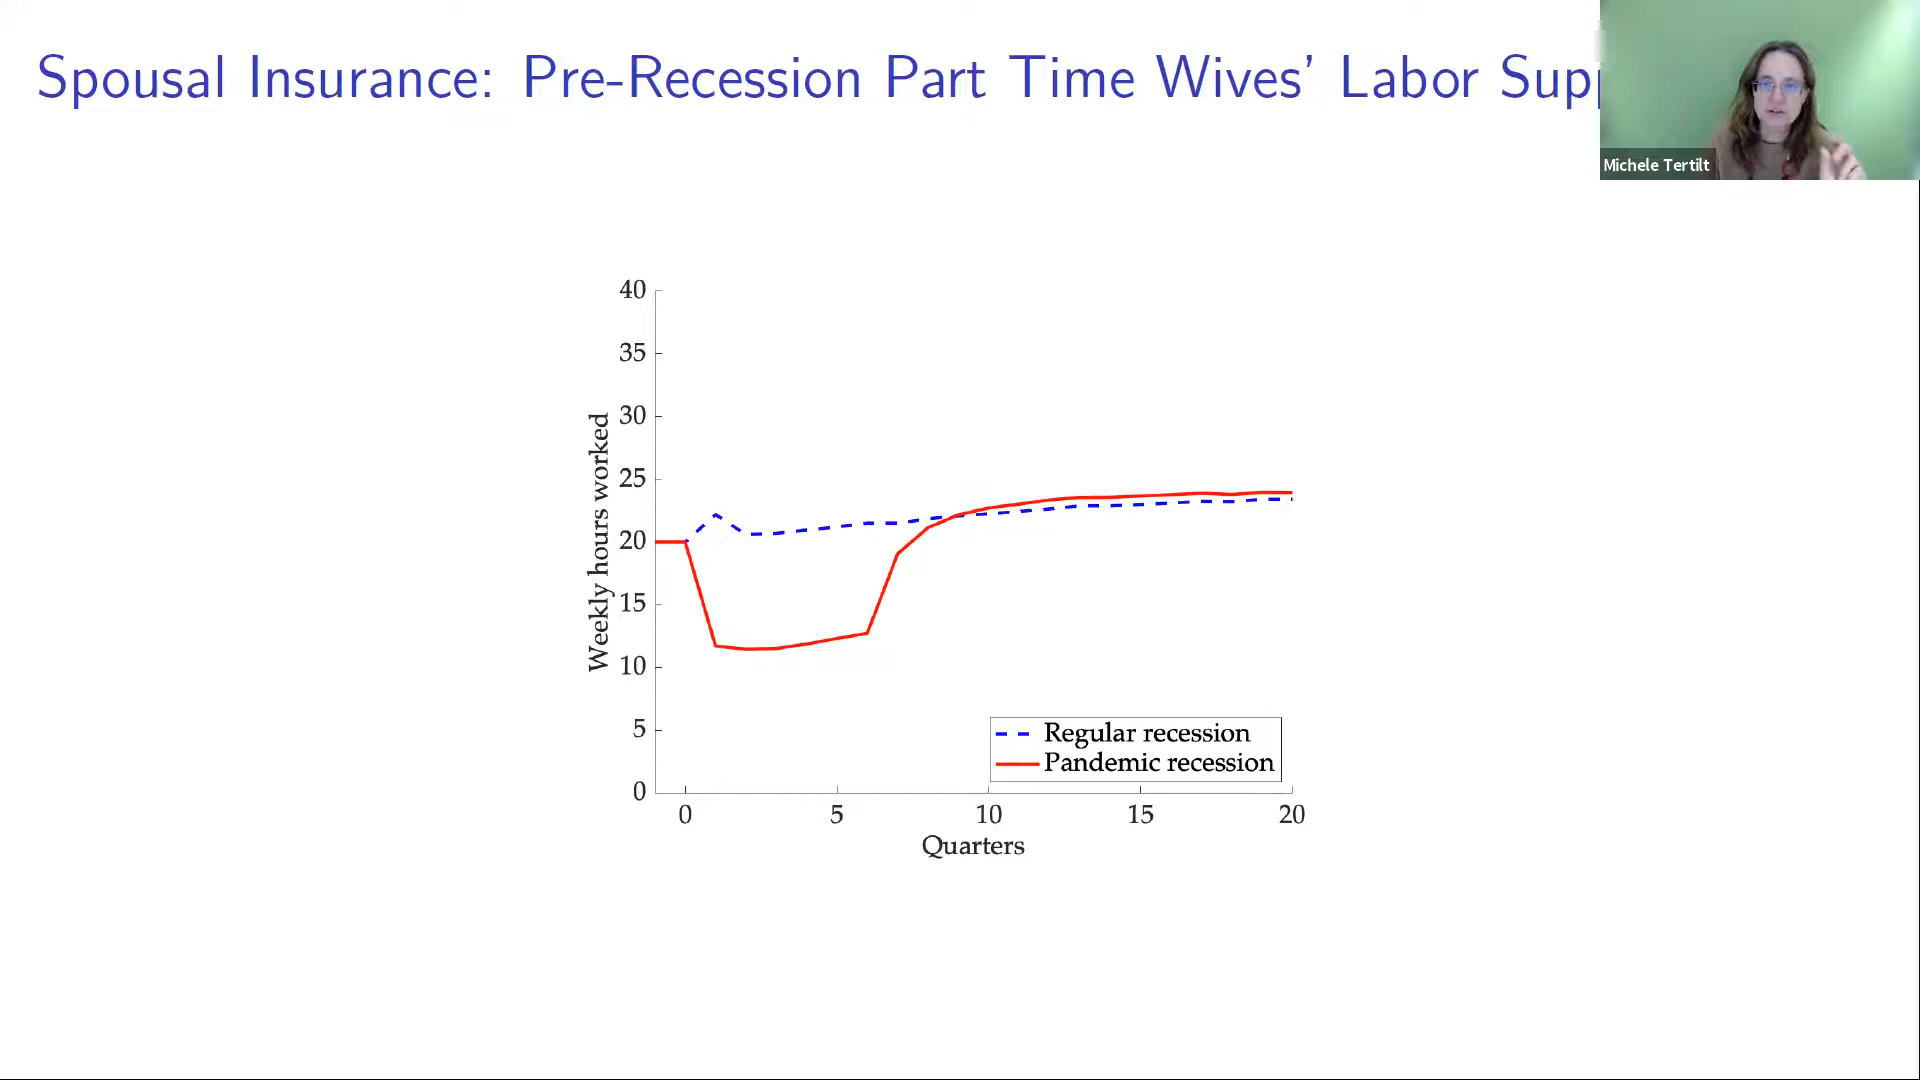 Spousal Insurance: Pre-Recession Part Time Wives' Labor
Michele Tertilt
40
35
30
25
20
15
10
5
0
Weekly hours worked
Regular recession
Pandemic recession
0 5 10 15 20
Quarters